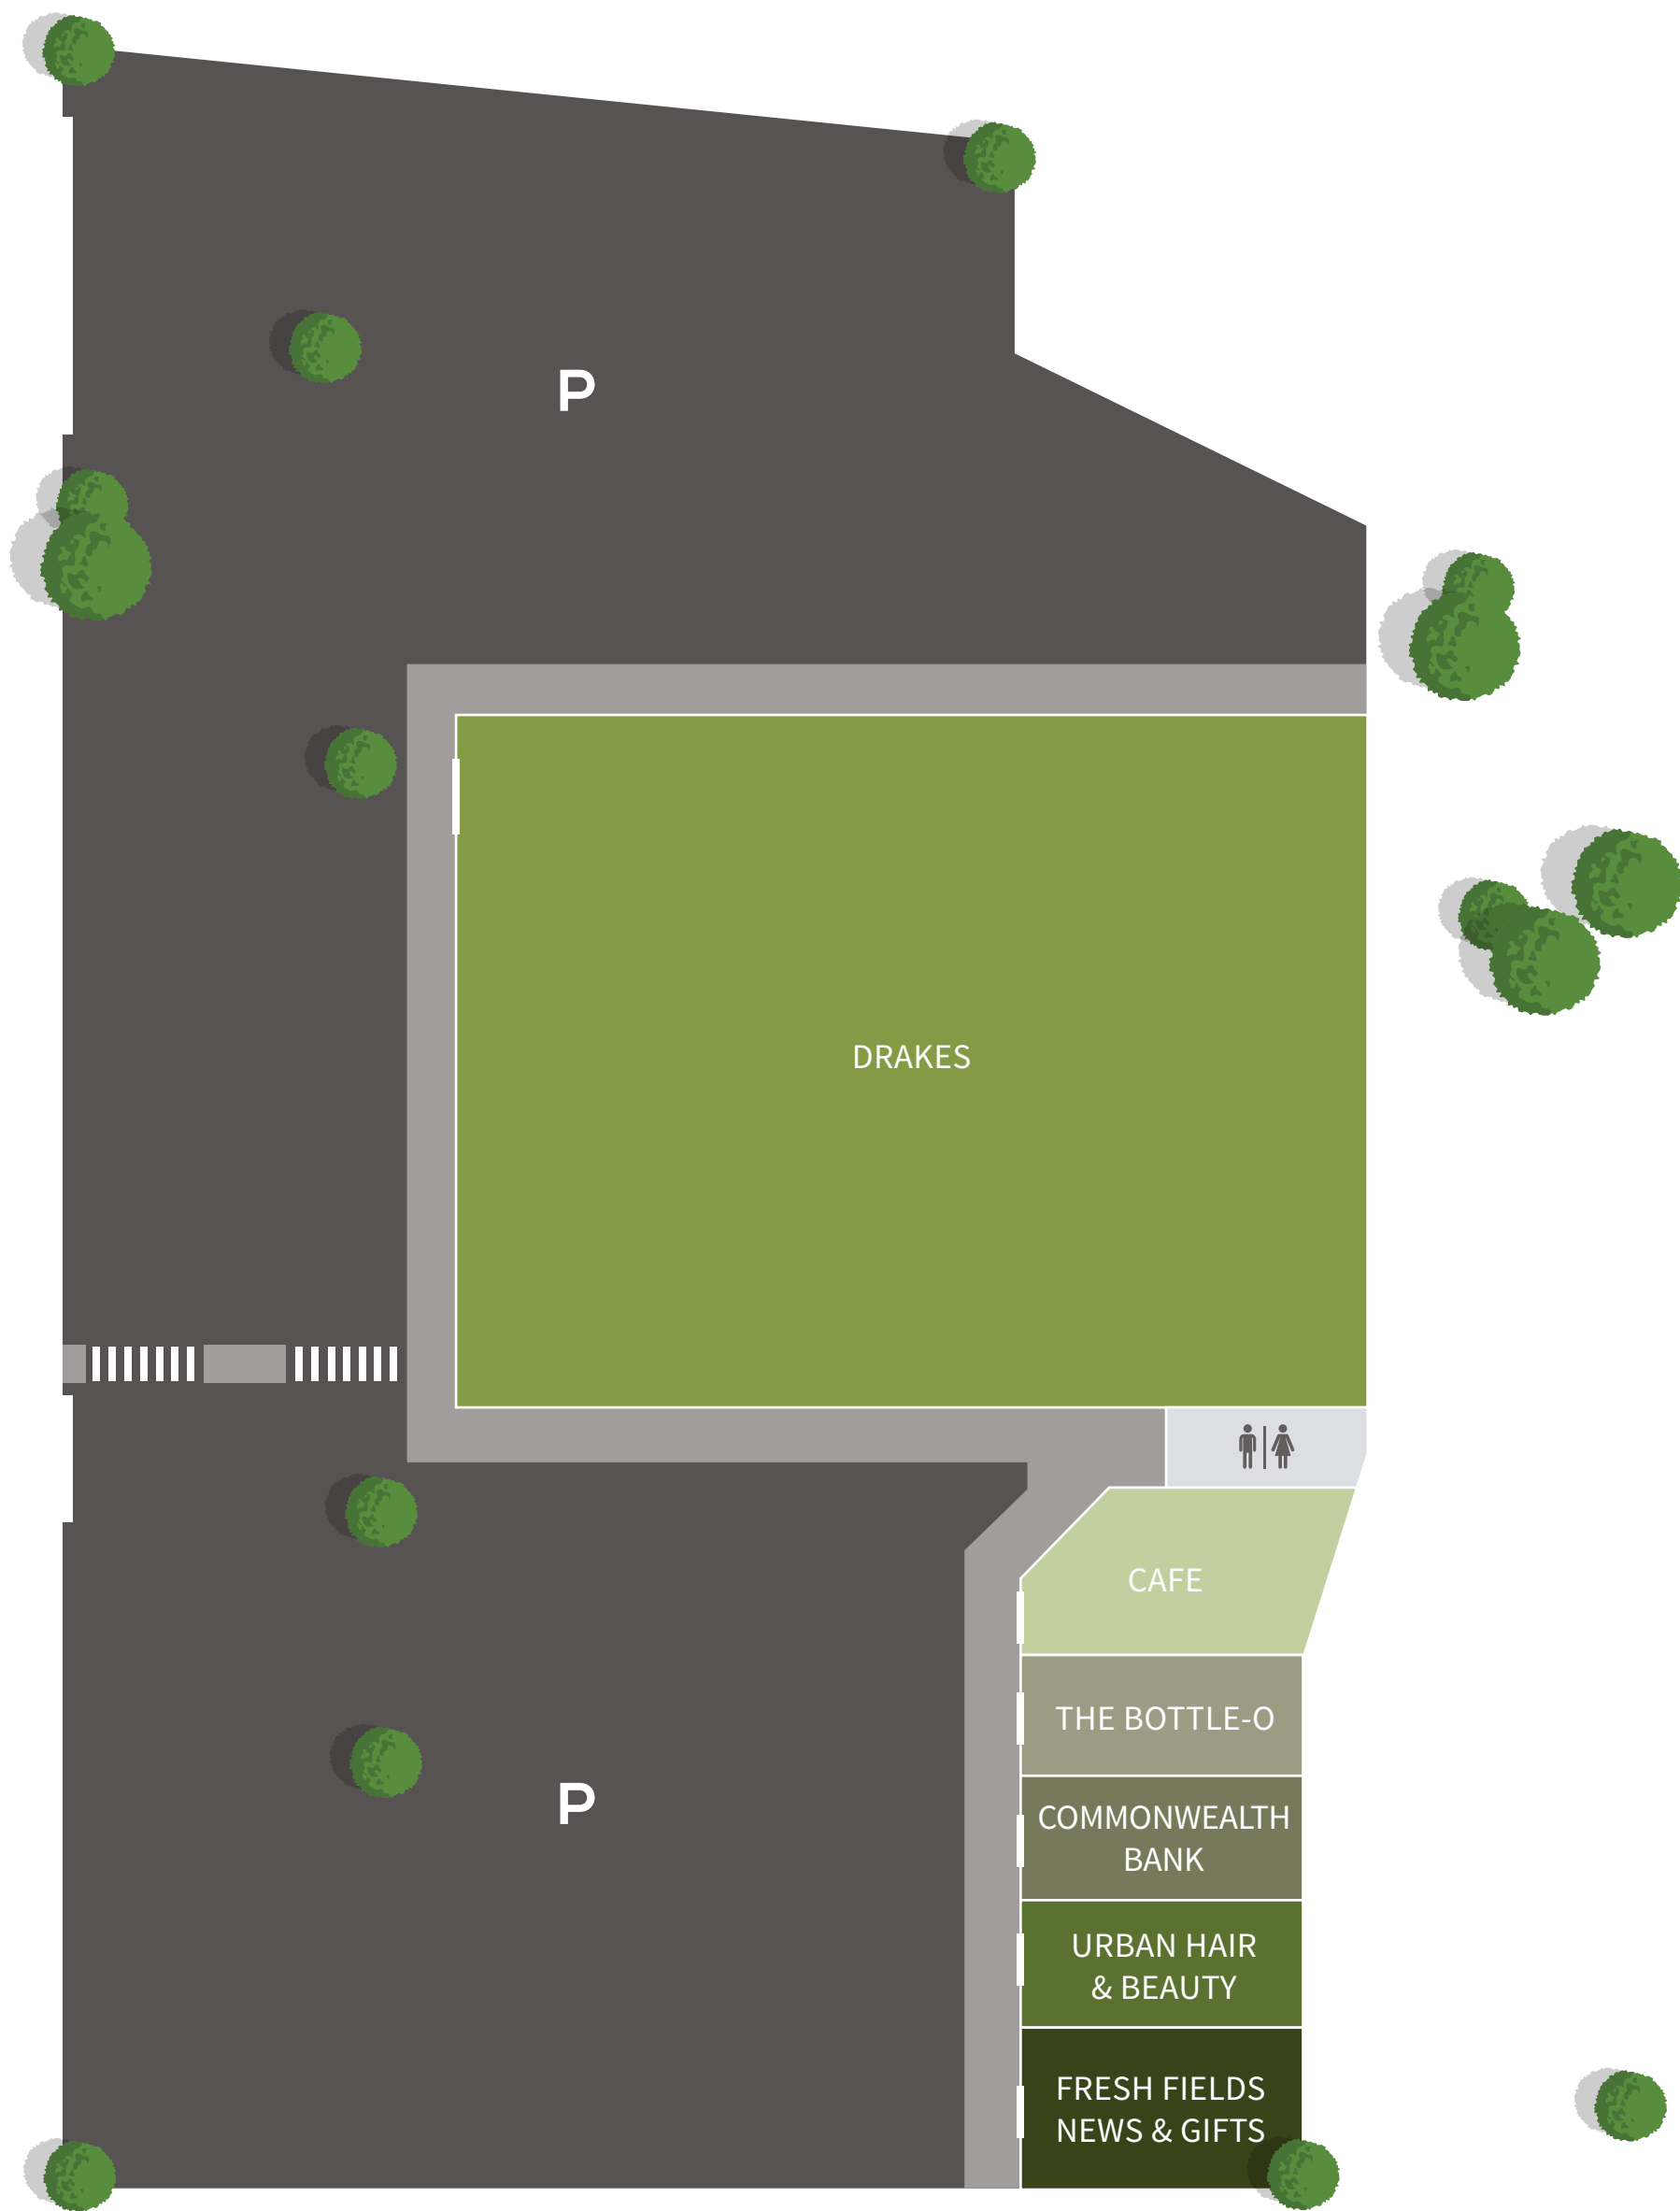 P
DRAKES
CAFE
THE BOTTLE-O
P
COMMONWEALTH
BANK
URBAN HAIR
& BEAUTY
FRESH FIELDS
NEWS & GIFTS